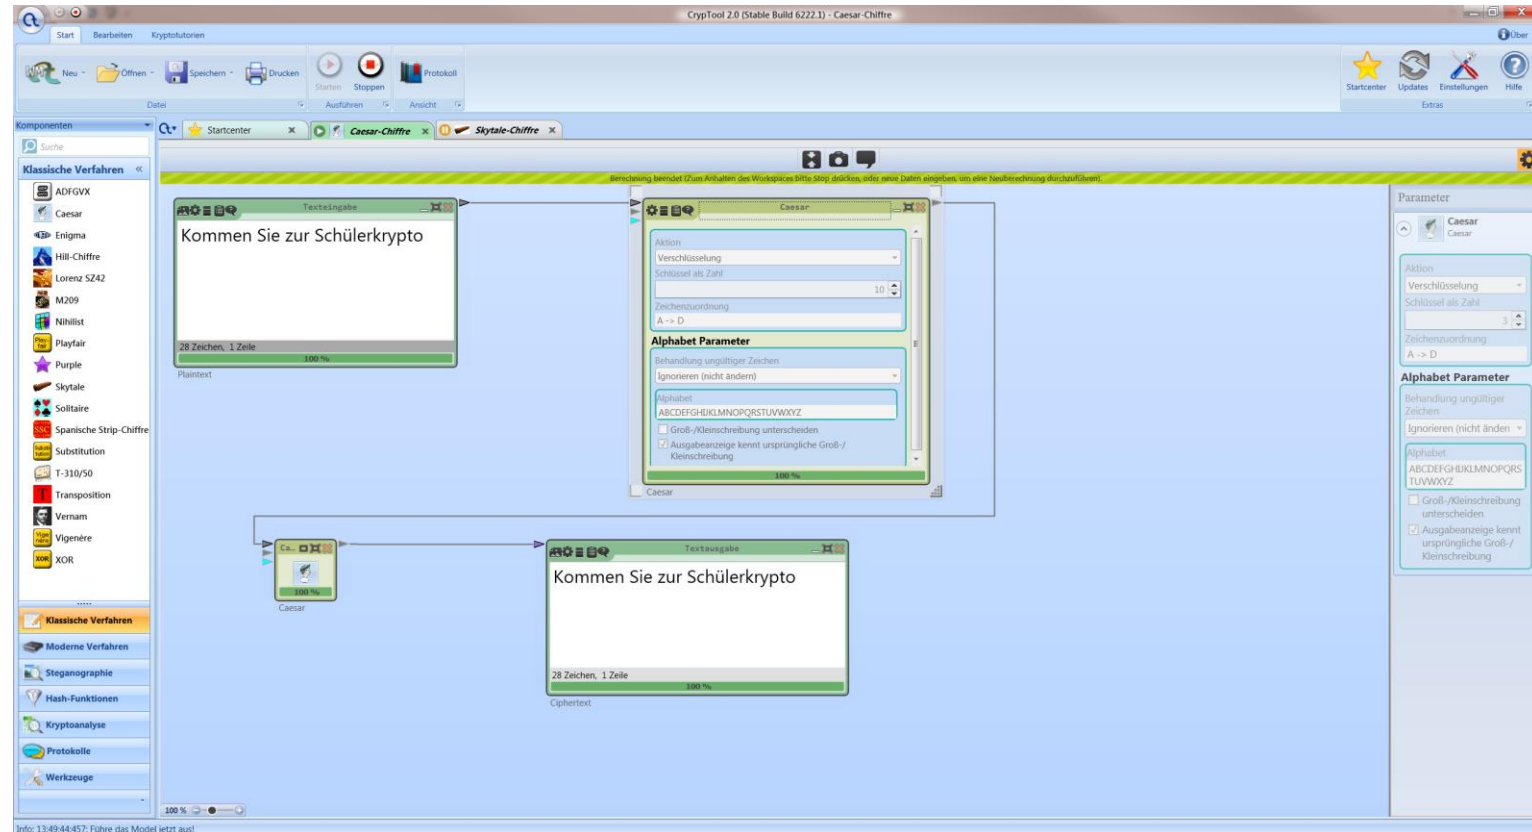 CrypTool 2.0 (Stable Build 6222.1) - Caesar-Chiffre
Start Bearbeiten Kryptotutorien Über
Neu Öffnen Speichern Drucken Starten Stoppen Protokoll Startcenter Updates Einstellungen Hilfe
Datei Ausführen Ansicht Extras
Komponenten
Startcenter Caesar-Chiffre Skytale-Chiffre
Suche
Klassische Verfahren
Berechnung beendet (Zum Anhalten des Workspaces bitte Stop drücken, oder neue Daten eingeben, um eine Neuberechnung durchzuführen).
ADFGVX
Caesar
Enigma
Hill-Chiffre
Lorenz SZ42
M209
Nihilist
Playfair
Purple
Skytale
Solitaire
SSC Spanische Strip-Chiffre
Substitution
T-310/50
T Transposition
Vernam
Vigenére
XOR XOR
Klassische Verfahren
Moderne Verfahren
Steganographie
Hash-Funktionen
Kryptoanalyse
Protokolle
Werkzeuge
Texteingabe
Kommen Sie zur Schülerkrypto
28 Zeichen, 1 Zeile
100 %
Plaintext
Caesar
Aktion
Verschlüsselung
Schlüssel als Zahl
10
Zeichenzuordnung
A -> D
Alphabet Parameter
Behandlung ungültiger Zeichen
Ignorieren (nicht ändern)
Alphabet
ABCDEFGHIJKLMNOPQRSTUVWXYZ
Groß-/Kleinschreibung unterscheiden
Ausgabeanzeige kennt ursprüngliche Groß-/
Kleinschreibung
100 %
Caesar
Ca..
100 %
Caesar
Textausgabe
Kommen Sie zur Schülerkrypto
28 Zeichen, 1 Zeile
100 %
Ciphertext
Parameter
Caesar
Caesar
Aktion
Verschlüsselung
Schlüssel als Zahl
3
Zeichenzuordnung
A -> D
Alphabet Parameter
Behandlung ungültiger
Zeichen
Ignorieren (nicht änden
Alphabet
ABCDEFGHIJKLMNOPQRS
TUVWXYZ
Groß-/Kleinschreibung
unterscheiden
Ausgabeanzeige kennt
ursprüngliche Groß-/
Kleinschreibung
100 %
Info: 13:49:44:457: Führe das Model jetzt aus!